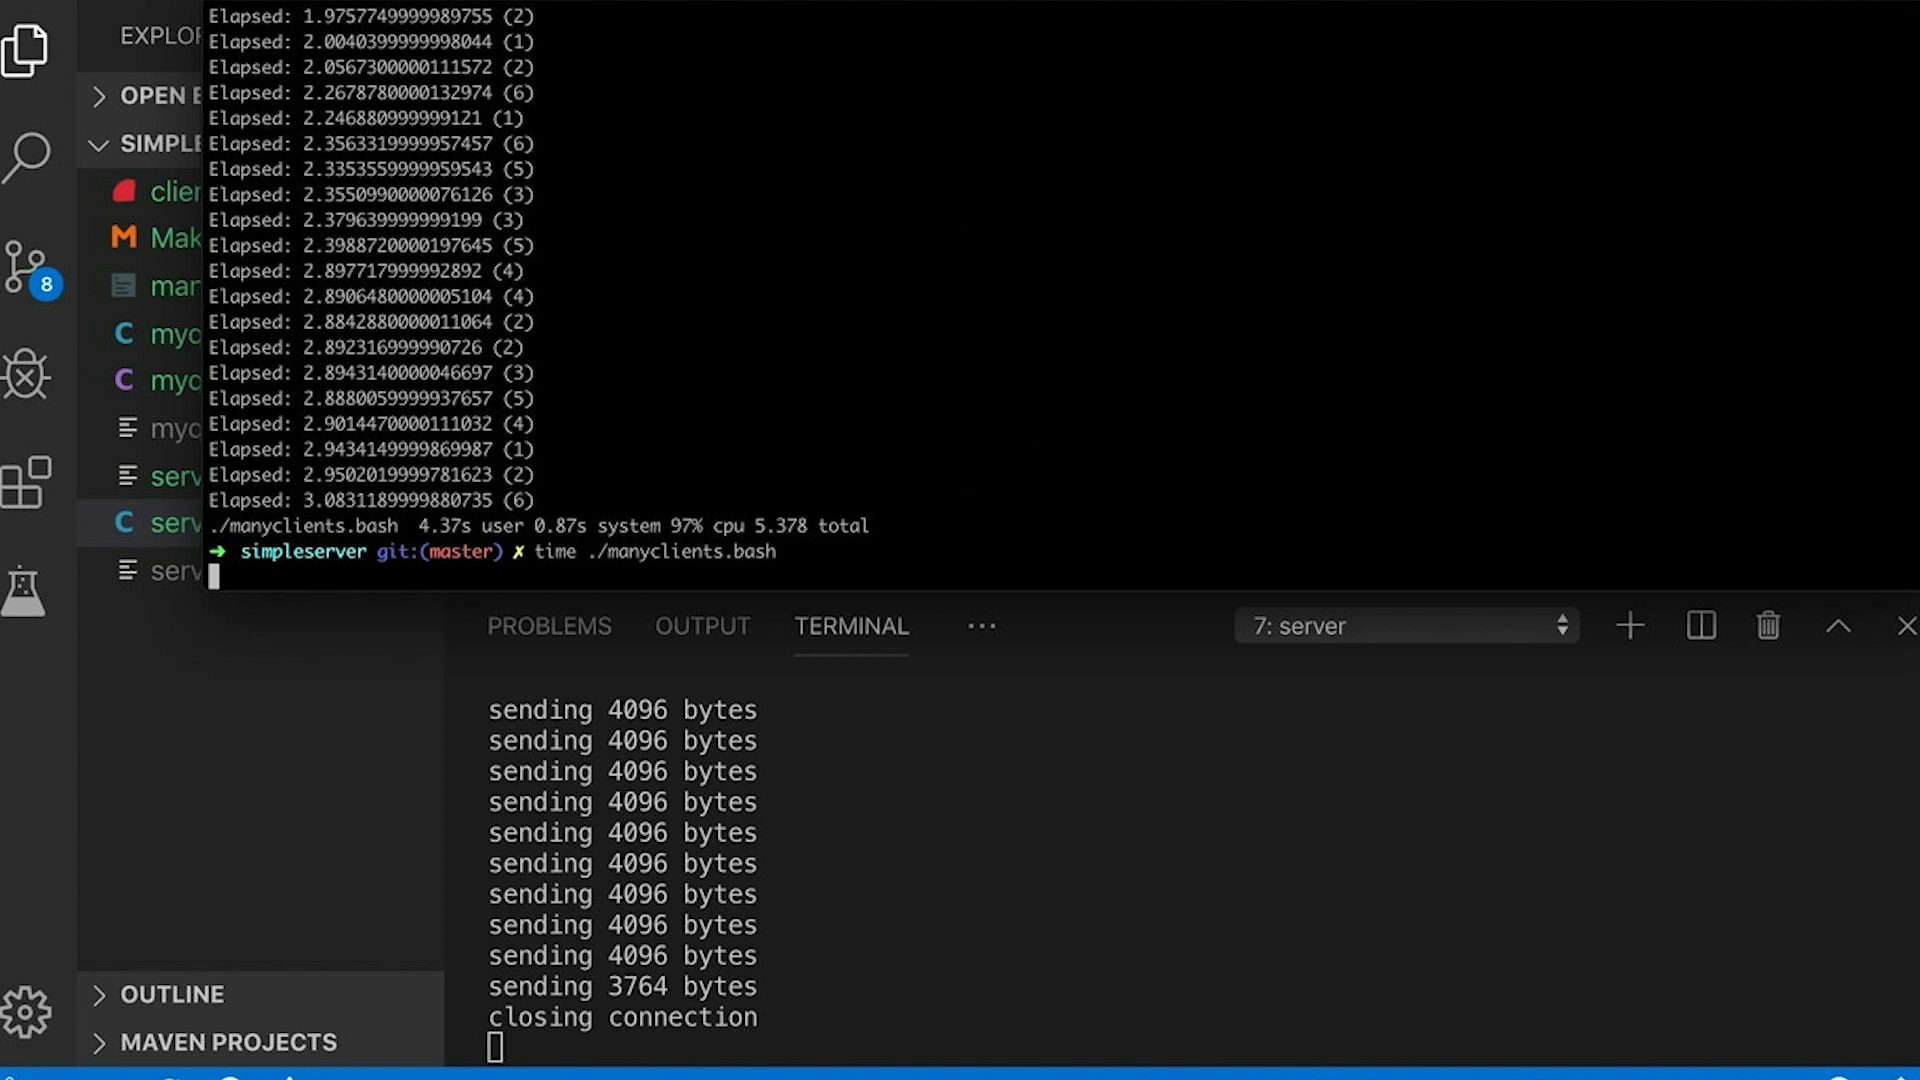 Elapsed: 1.9757749999989755 (2)
Elapsed: 2.0040399999998044 (1)
Elapsed: 2.0567300000111572 (2)
Elapsed: 2.2678780000132974 (6)
Elapsed: 2.246880999999121 (1)
Elapsed: 2.3563319999957457 (6)
Elapsed: 2.3353559999959543 (5)
Elapsed: 2.3550990000076126 (3)
Elapsed: 2.379639999999199 (3)
Elapsed: 2.3988720000197645 (5)
Elapsed: 2.897717999992892 (4)
Elapsed: 2.8906480000005104 (4)
Elapsed: 2.8842880000011064 (2)
Elapsed: 2.892316999990726 (2)
Elapsed: 2.8943140000046697 (3)
Elapsed: 2.8880059999937657 (5)
Elapsed: 2.9014470000111032 (4)
Elapsed: 2.9434149999869987 (1)
Elapsed: 2.9502019999781623 (2)
Elapsed: 3.0831189999880735 (6)
./manyclients.bash 4.37s user 0.87s system 97% cpu 5.378 total
➜ simpleserver git:(master) ✗ time ./manyclients.bash
EXPLOR
OPEN E
SIMPLE
clien
M Mak
man
C myc
C myc
myc
serv
C serv
serv
8
OUTLINE
MAVEN PROJECTS
PROBLEMS OUTPUT TERMINAL ... 7: server
sending 4096 bytes
sending 4096 bytes
sending 4096 bytes
sending 4096 bytes
sending 4096 bytes
sending 4096 bytes
sending 4096 bytes
sending 4096 bytes
sending 4096 bytes
sending 3764 bytes
closing connection